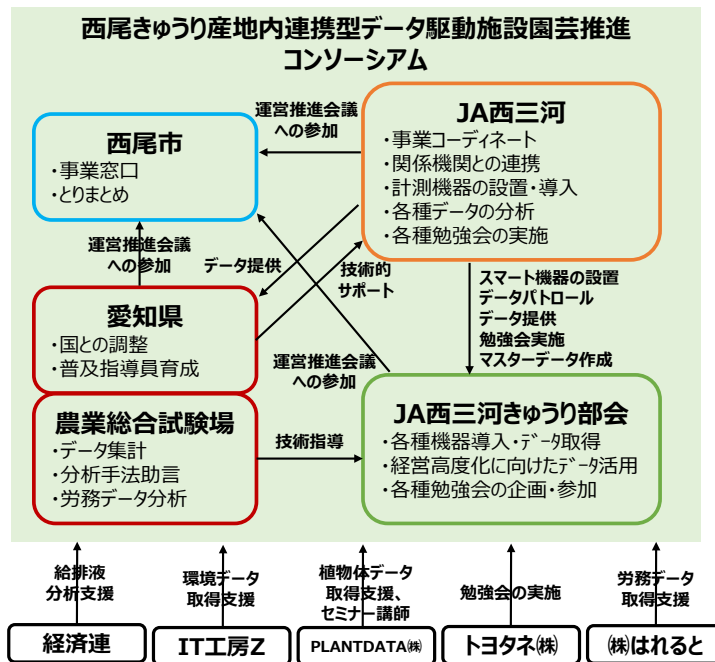 西尾きゅうり産地内連携型データ駆動施設園芸推進
コンソーシアム
西尾市
・事業窓口
・とりまとめ
運営推進会議
への参加
JA西三河
・事業コーディネート
・関係機関との連携
・計測機器の設置・導入
・各種データの分析
・各種勉強会の実施
運営推進会議
への参加
データ提供
技術的
サポート
スマート機器の設置
データパトロール
データ提供
勉強会実施
マスターデータ作成
愛知県
・国との調整
・普及指導員育成
運営推進会議
への参加
農業総合試験場
・データ集計
・分析手法助言
・労務データ分析
技術指導
JA西三河きゅうり部会
・各種機器導入・データ取得
・経営高度化に向けたデータ活用
・各種勉強会の企画・参加
給排液
分析支援
環境データ
取得支援
植物体データ
取得支援、
セミナー講師
勉強会の実施
労務データ
取得支援
経済連
IT工房Z
PLANTDATA㈱
トヨタネ㈱
㈱はれると